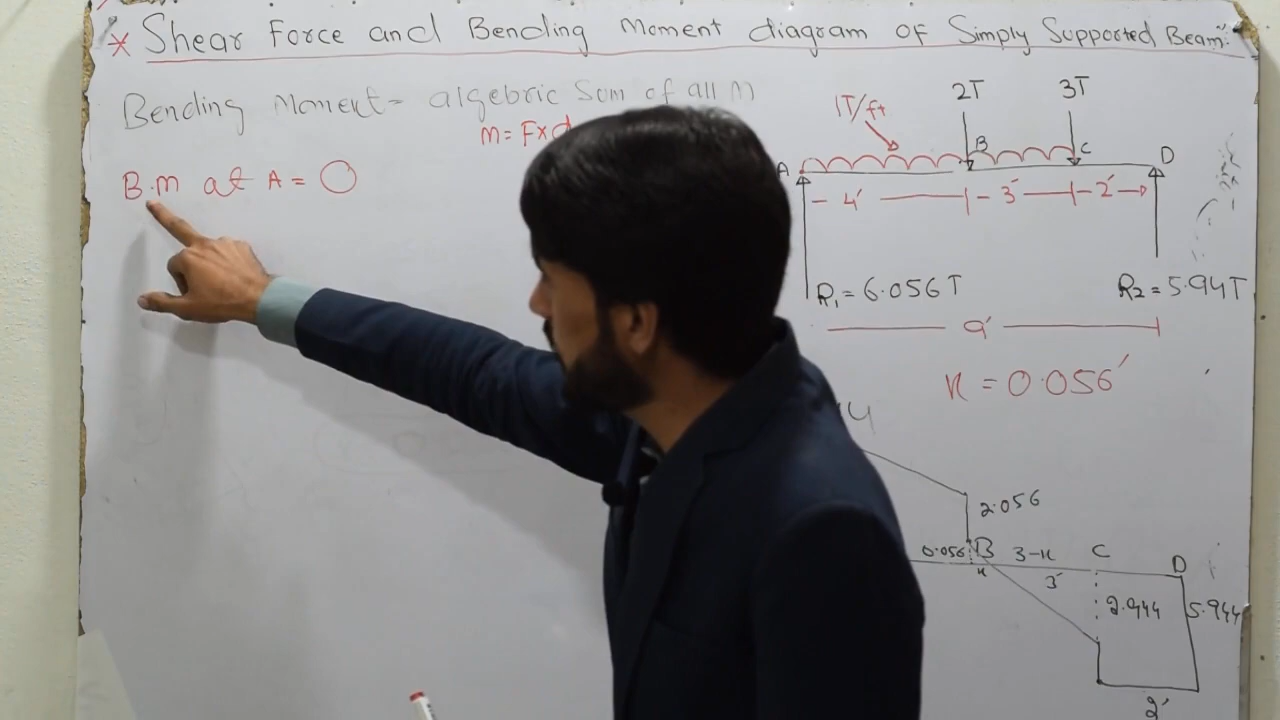 * Shear Force and Bending Moment diagram of Simply Supported Beam:
Bending Moment = algebric Sum of all M
M = F×d
B.M at A = 0
1T/ft
2T
3T
A
B
C
D
4'
3'
2'
R₁ = 6.056T
R₂ = 5.94T
9'
x = 0.056'
2.056
0.056
B
3-x
C
D
x
3'
2.944
5.944
2'